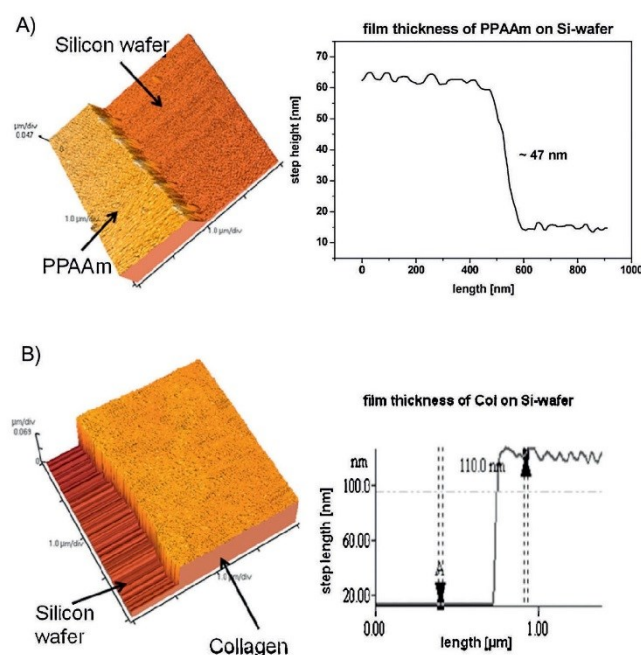 A)
Silicon wafer
µm/div
0.047
1.0 µm/div
1.0 µm/div
PPAAm
film thickness of PPAAm on Si-wafer
step height [nm]
70
60
50
40
30
20
10
~ 47 nm
0
200
400
600
800
1000
length [nm]
B)
µm/div
0.069
0
1.0 µm/div
1.0 µm/div
Silicon
wafer
Collagen
film thickness of Col on Si-wafer
step length [nm]
nm
110.0 nm
100.0
60.00
20.00
A
0.00
1.00
length [µm]